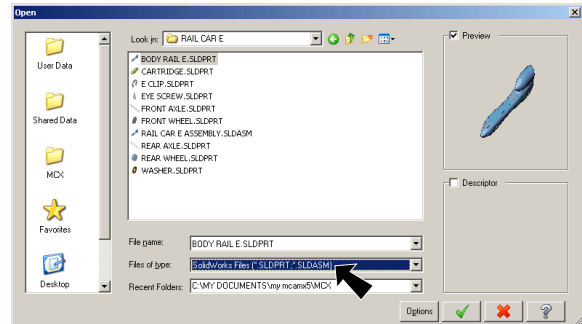 Open
User Data
Shared Data
MCX
Favorites
Desktop
Look in: RAIL CAR E
BODY RAIL E.SLDPRT
CARTRIDGE.SLDPRT
E CLIP.SLDPRT
EYE SCREW.SLDPRT
FRONT AXLE.SLDPRT
FRONT WHEEL.SLDPRT
RAIL CAR E ASSEMBLY.SLDASM
REAR AXLE.SLDPRT
REAR WHEEL.SLDPRT
WASHER.SLDPRT
File name: BODY RAIL E.SLDPRT
Files of type: SolidWorks Files (*.SLDPRT;*.SLDASM)
Recent Folders: C:\MY DOCUMENTS\my mcamx5\MCX
Preview
Descriptor
Options